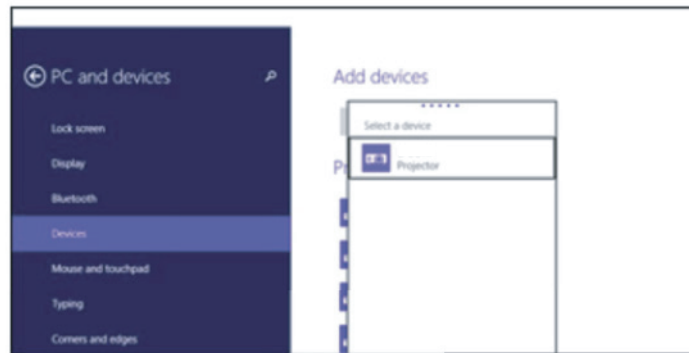 PC and devices
Lock screen
Display
Bluetooth
Devices
Mouse and touchpad
Typing
Corners and edges
Add devices
Select a device
Projector